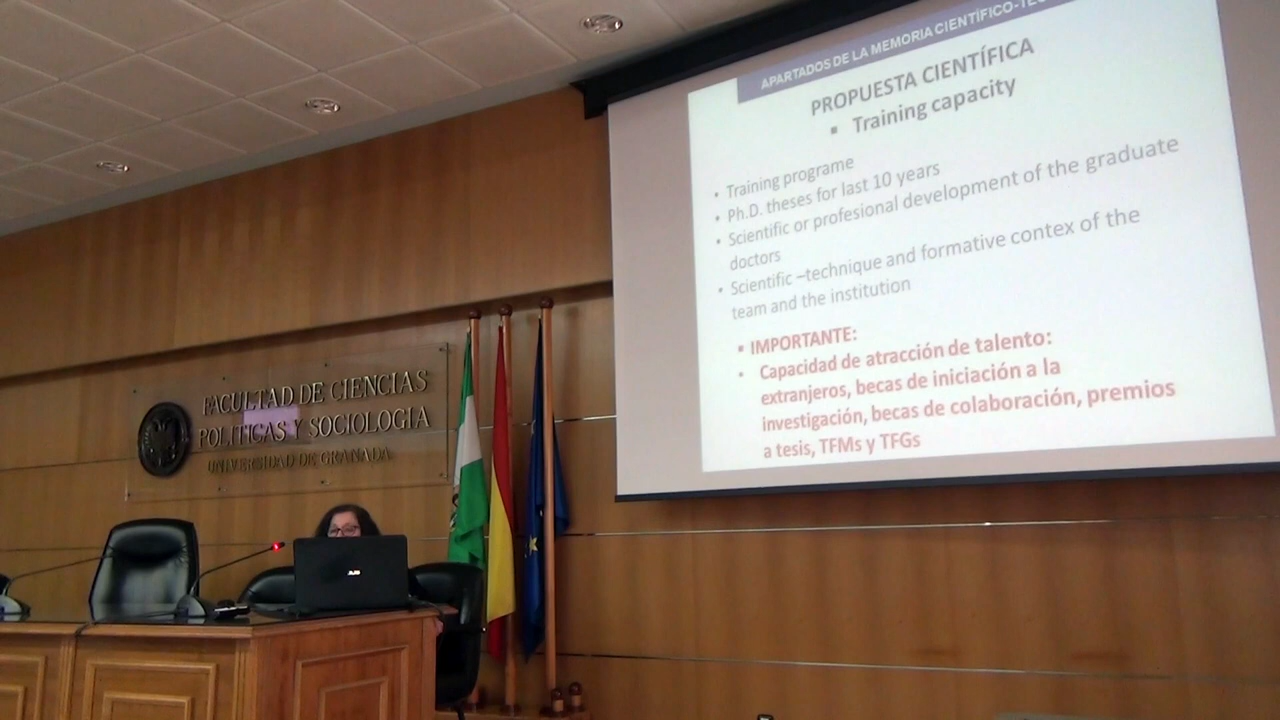 APARTADOS DE LA MEMORIA CIENTÍFICO-TEC
PROPUESTA CIENTÍFICA
▪ Training capacity
• Training programe
• Ph.D. theses for last 10 years
• Scientific or profesional development of the graduate
doctors
• Scientific –technique and formative contex of the
team and the institution
▪ IMPORTANTE:
• Capacidad de atracción de talento:
extranjeros, becas de iniciación a la
investigación, becas de colaboración, premios
a tesis, TFMs y TFGs
FACULTAD DE CIENCIAS
POLITICAS Y SOCIOLOGIA
UNIVERSIDAD DE GRANADA